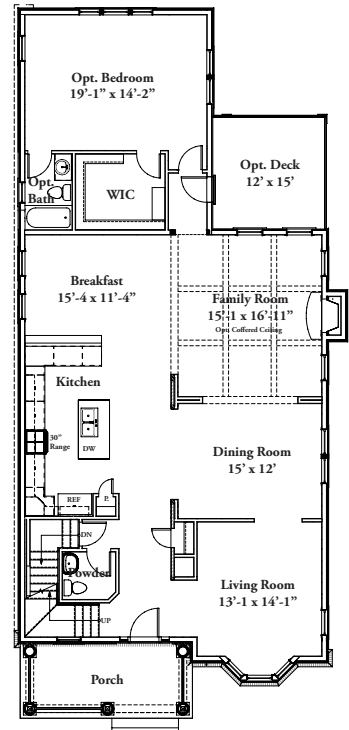 Opt. Bedroom
19’-1” x 14’-2”
Opt. Deck
12’ x 15’
Opt.
Bath
WIC
Breakfast
15’-4 x 11’-4”
Family Room
15’-1 x 16’-11”
Opt. Coffered Ceiling
Kitchen
30”
Range
DW
Dining Room
15’ x 12’
REF
P.
DN
Powder
Living Room
13’-1 x 14’-1”
UP
Porch